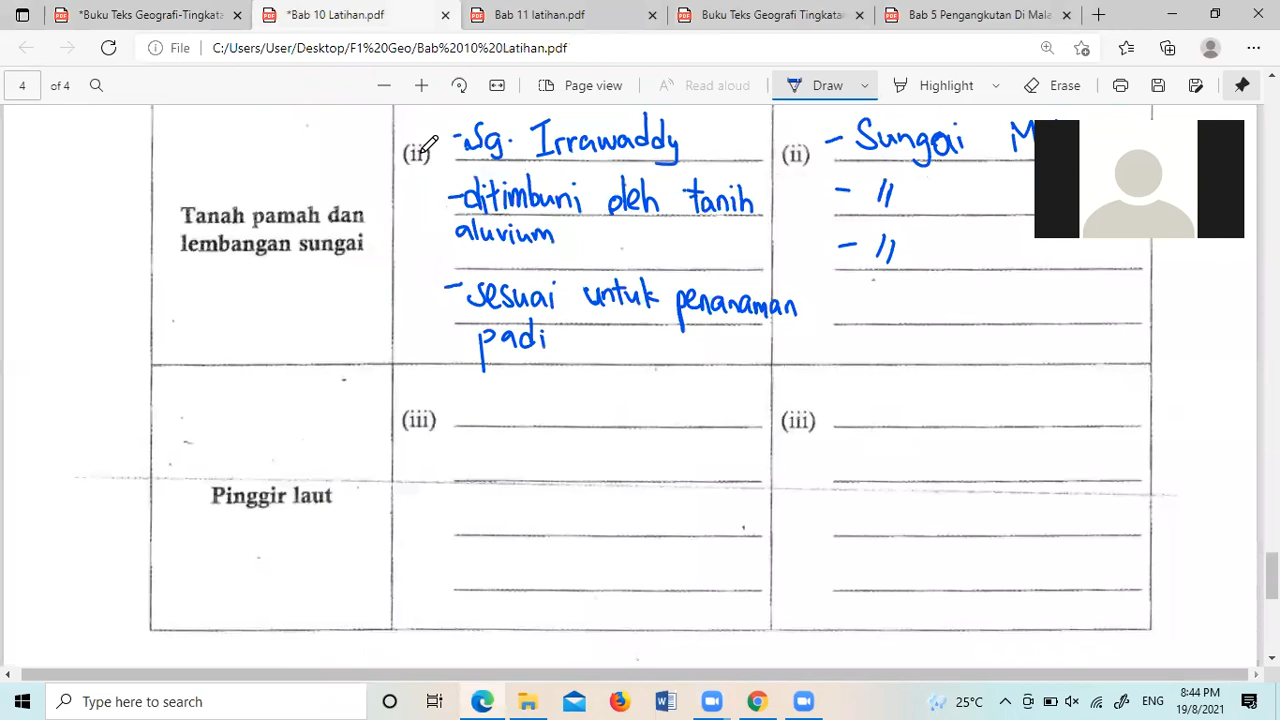 *Buku Teks Geografi-Tingkat
*Bab 10 Latihan.pdf
Bab 11 latihan.pdf
Buku Teks Geografi Tingkata
Bab 5 Pengangkutan Di Mala
File C:/Users/User/Desktop/F1%20Geo/Bab%2010%20Latihan.pdf
4 of 4 Page view Read aloud Draw Highlight Erase
Tanah pamah dan
lembangan sungai
(ii) - Sg. Irrawaddy
- ditimbuni oleh tanih
aluvium
- sesuai untuk penanaman
padi
(ii) - Sungai M
- 〃
- 〃
Pinggir laut
(iii)
(iii)
Type here to search
25°C ENG 8:44 PM
19/8/2021